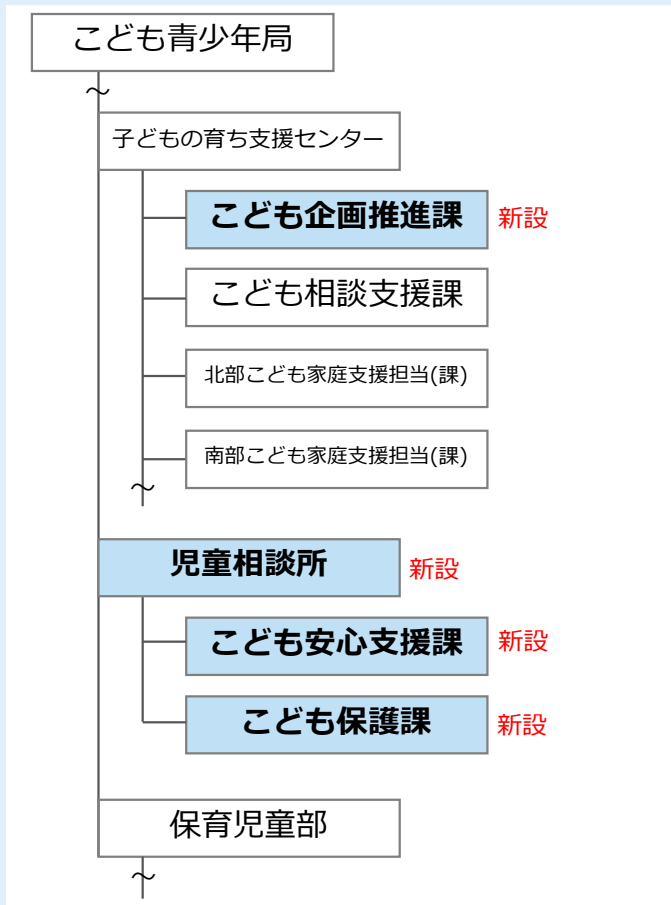 こども青少年局
子どもの育ち支援センター
こども企画推進課 新設
こども相談支援課
北部こども家庭支援担当(課)
南部こども家庭支援担当(課)
児童相談所 新設
こども安心支援課 新設
こども保護課 新設
保育児童部